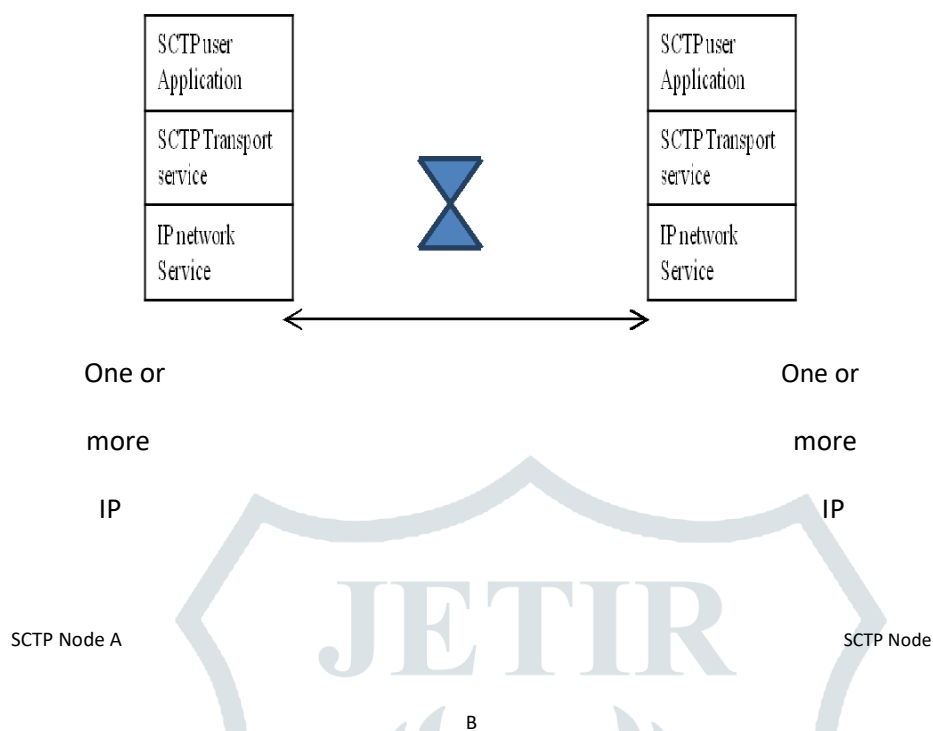 SCTP user
Application
SCTP Transport
service
IP network
Service
SCTP user
Application
SCTP Transport
service
IP network
Service
One or
One or
more
more
IP
IP
JETIR
SCTP Node A
SCTP Node
B